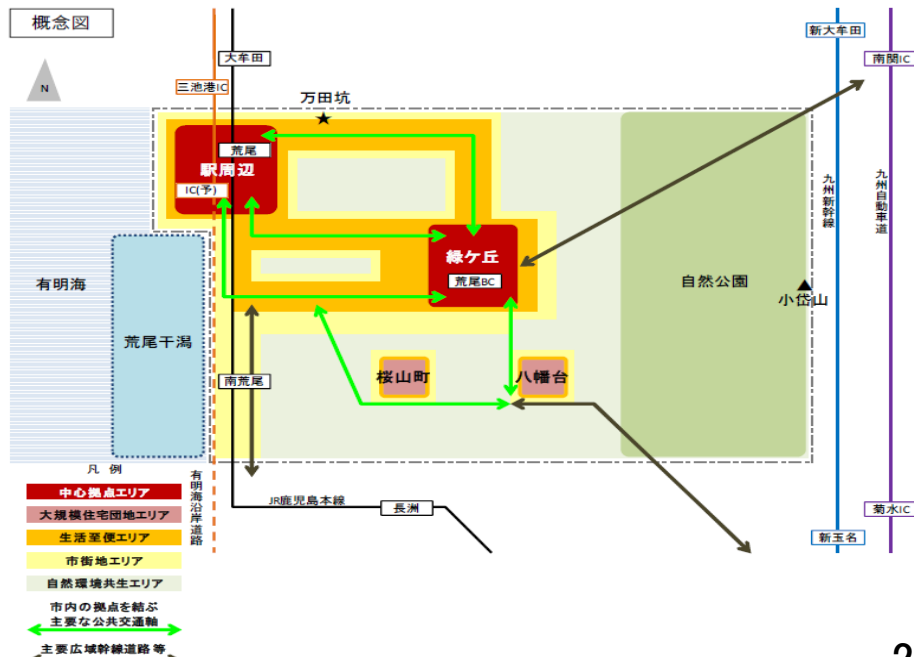 概念図
N
大牟田
三池港IC
新大牟田
南関IC
万田坑
★
荒尾
駅周辺
IC(予)
緑ケ丘
荒尾BC
九州新幹線
九州自動車道
有明海
自然公園
小岱山
荒尾干潟
南荒尾
桜山町
八幡台
凡 例
中心拠点エリア
大規模住宅団地エリア
生活至便エリア
市街地エリア
自然環境共生エリア
市内の拠点を結ぶ
主要な公共交通軸
主要広域幹線道路等
有明海沿岸道路
JR鹿児島本線
長洲
菊水IC
新玉名